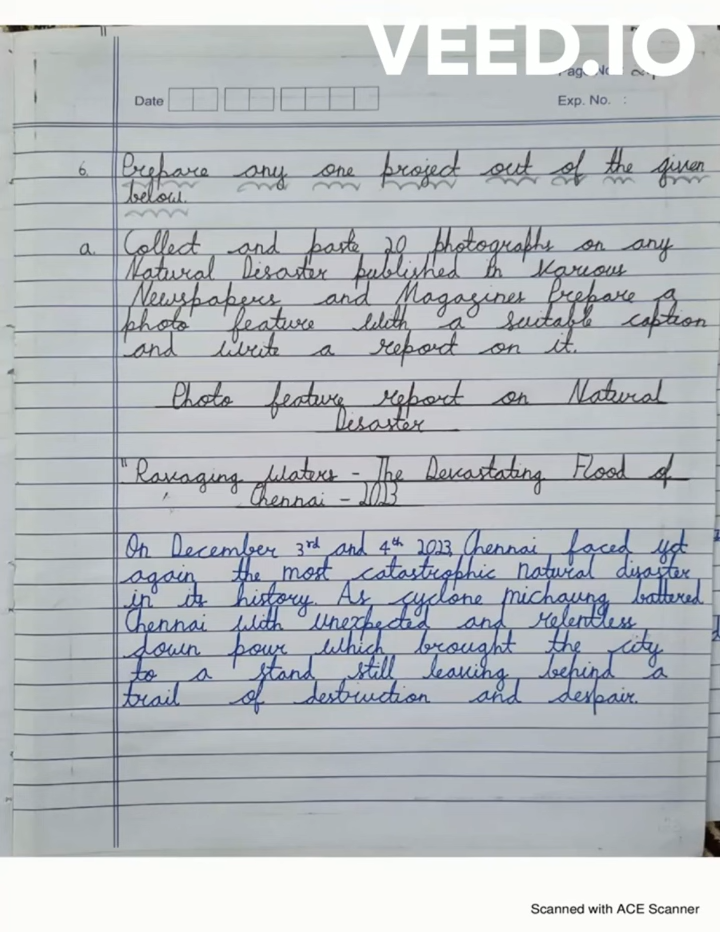 VEED.IO
Page No. :
Date
Exp. No. :
6. Prepare any one project out of the given
below.
a. Collect and paste 20 photographs on any
Natural Disaster published in Various
Newspapers and Magazines Prepare a
photo feature with a suitable caption
and write a report on it.
Photo feature report on Natural
Disaster
"Ravaging Waters - The Devastating Flood of
Chennai - 2023
On December 3rd and 4th 2023, Chennai faced yet
again the most catastrophic natural disaster
in its history. As cyclone michaung battered
Chennai with unexpected and relentless
down pour which brought the city
to a stand still leaving behind a
trail of destruction and despair.
Scanned with ACE Scanner